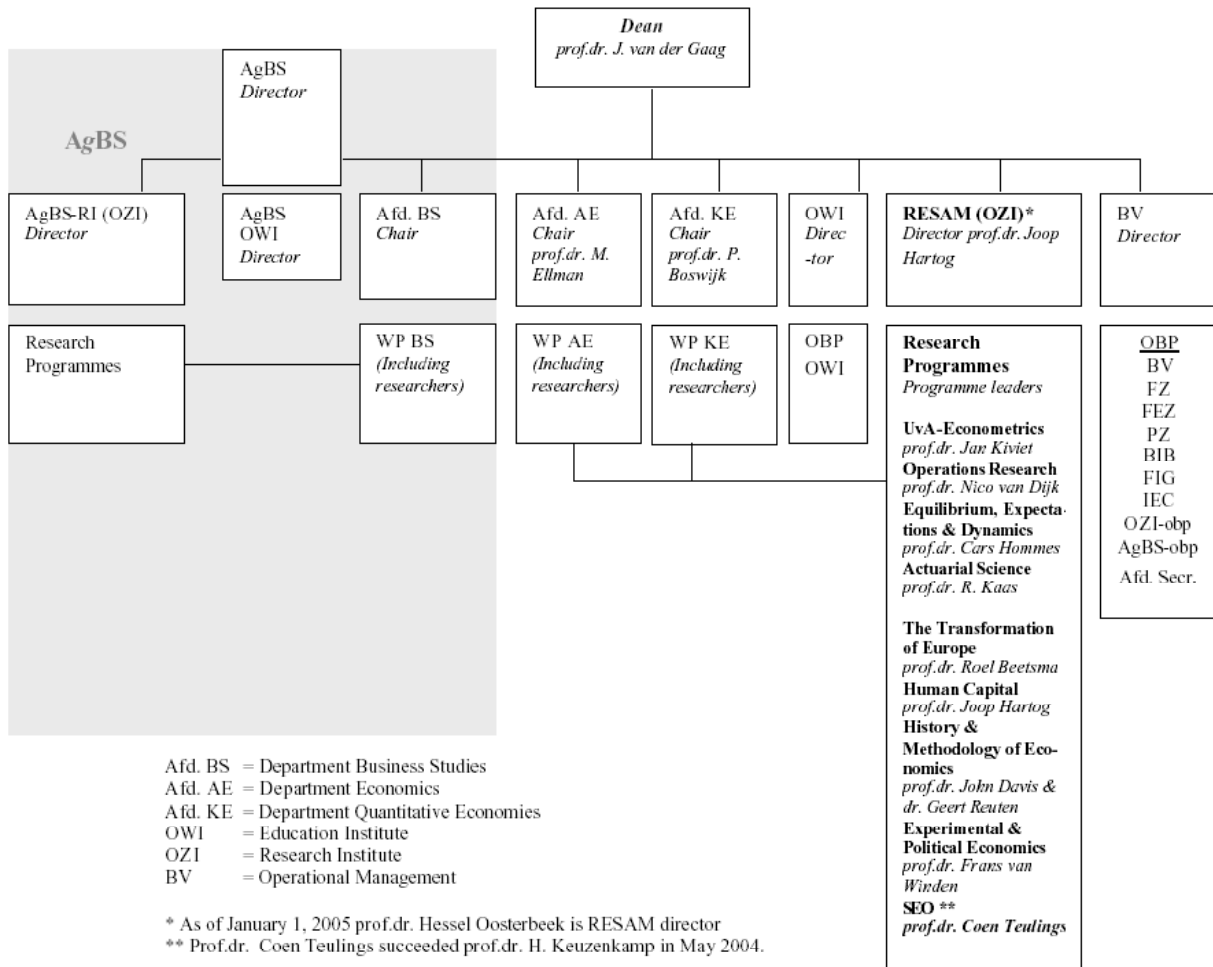 Dean
prof.dr. J. van der Gaag
AgBS
Director
AgBS
AgBS-RI (OZI)
Director
AgBS
OWI
Director
Afd. BS
Chair
Afd. AE
Chair
prof.dr. M.
Ellman
Afd. KE
Chair
prof.dr. P.
Boswijk
OWI
Direc
-tor
RESAM (OZI)*
Director prof.dr. Joop
Hartog
BV
Director
Research
Programmes
WP BS
(Including
researchers)
WP AE
(Including
researchers)
WP KE
(Including
researchers)
OBP
OWI
Research
Programmes
Programme leaders
UvA-Econometrics
prof.dr. Jan Kiviet
Operations Research
prof.dr. Nico van Dijk
Equilibrium, Expecta-
tions & Dynamics
prof.dr. Cars Hommes
Actuarial Science
prof.dr. R. Kaas
The Transformation
of Europe
prof.dr. Roel Beetsma
Human Capital
prof.dr. Joop Hartog
History &
Methodology of Eco-
nomics
prof.dr. John Davis &
dr. Geert Reuten
Experimental &
Political Economics
prof.dr. Frans van
Winden
SEO **
prof.dr. Coen Teulings
OBP
BV
FZ
FEZ
PZ
BIB
FIG
IEC
OZI-obp
AgBS-obp
Afd. Secr.
Afd. BS = Department Business Studies
Afd. AE = Department Economics
Afd. KE = Department Quantitative Economies
OWI = Education Institute
OZI = Research Institute
BV = Operational Management
* As of January 1, 2005 prof.dr. Hessel Oosterbeek is RESAM director
** Prof.dr. Coen Teulings succeeded prof.dr. H. Keuzenkamp in May 2004.